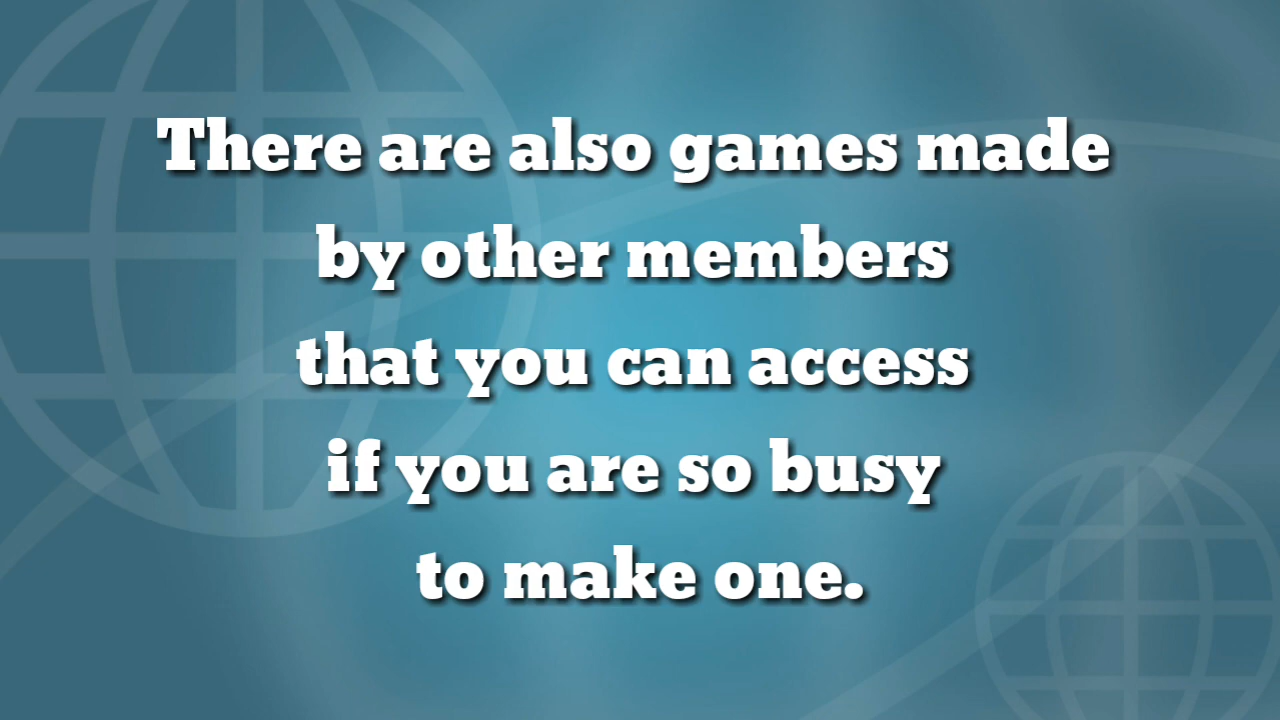 There are also games made
by other members
that you can access
if you are so busy
to make one.